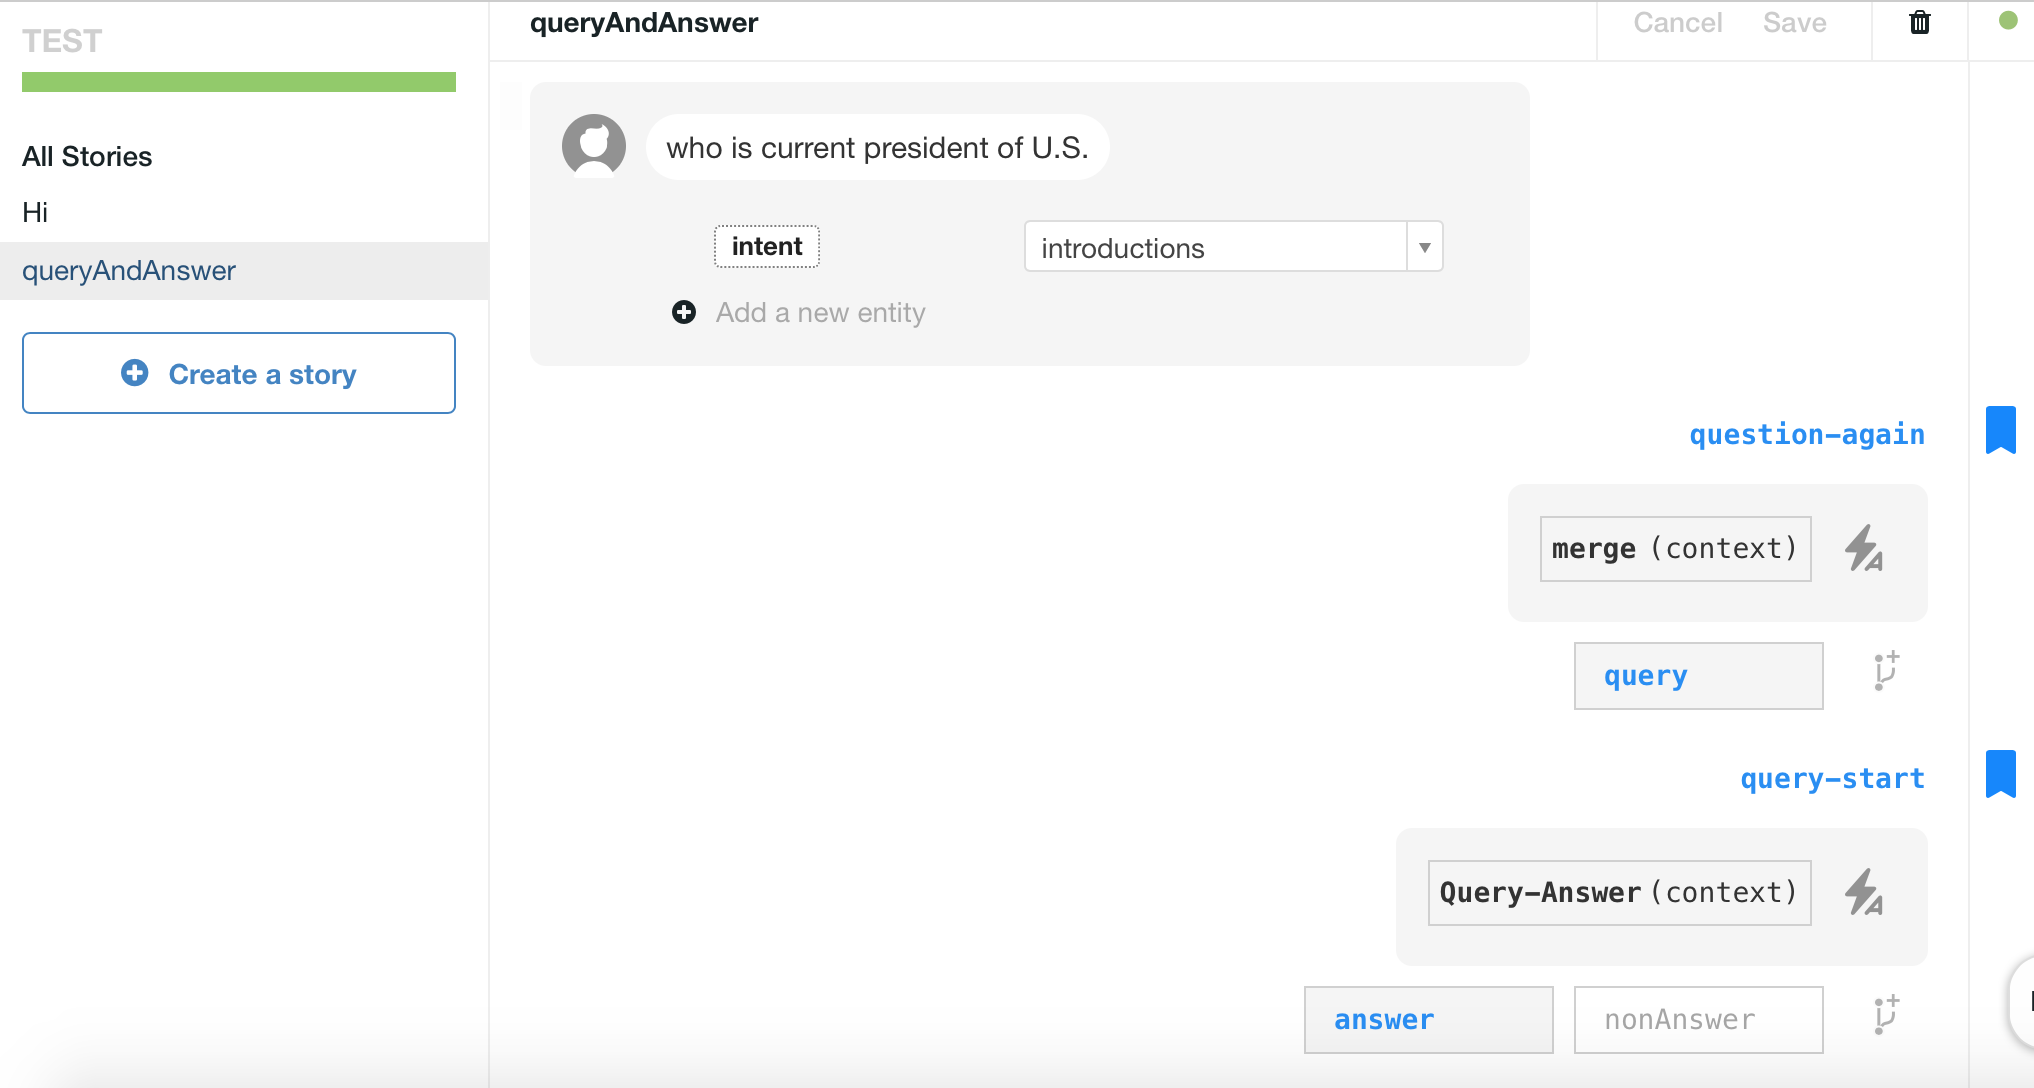 TEST
All Stories
Hi
queryAndAnswer
Create a story
queryAndAnswer
Cancel Save
who is current president of U.S.
intent
introductions
Add a new entity
question-again
merge (context)
query
query-start
Query-Answer(context)
answer
nonAnswer